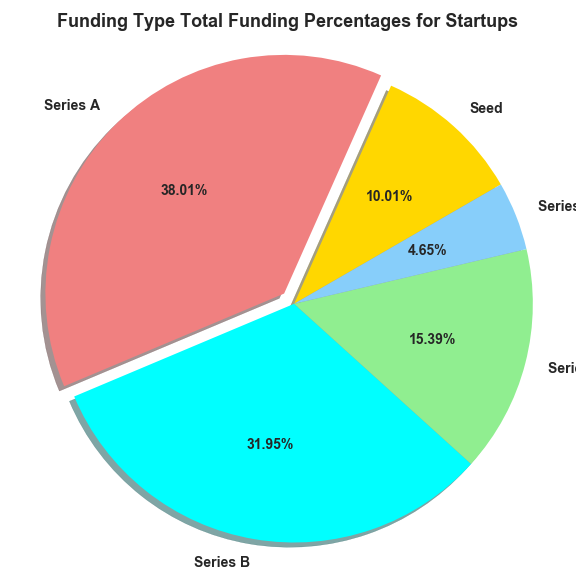 Funding Type Total Funding Percentages for Startups
Series A
Seed
38.01%
10.01%
Series
4.65%
15.39%
31.95%
Series B